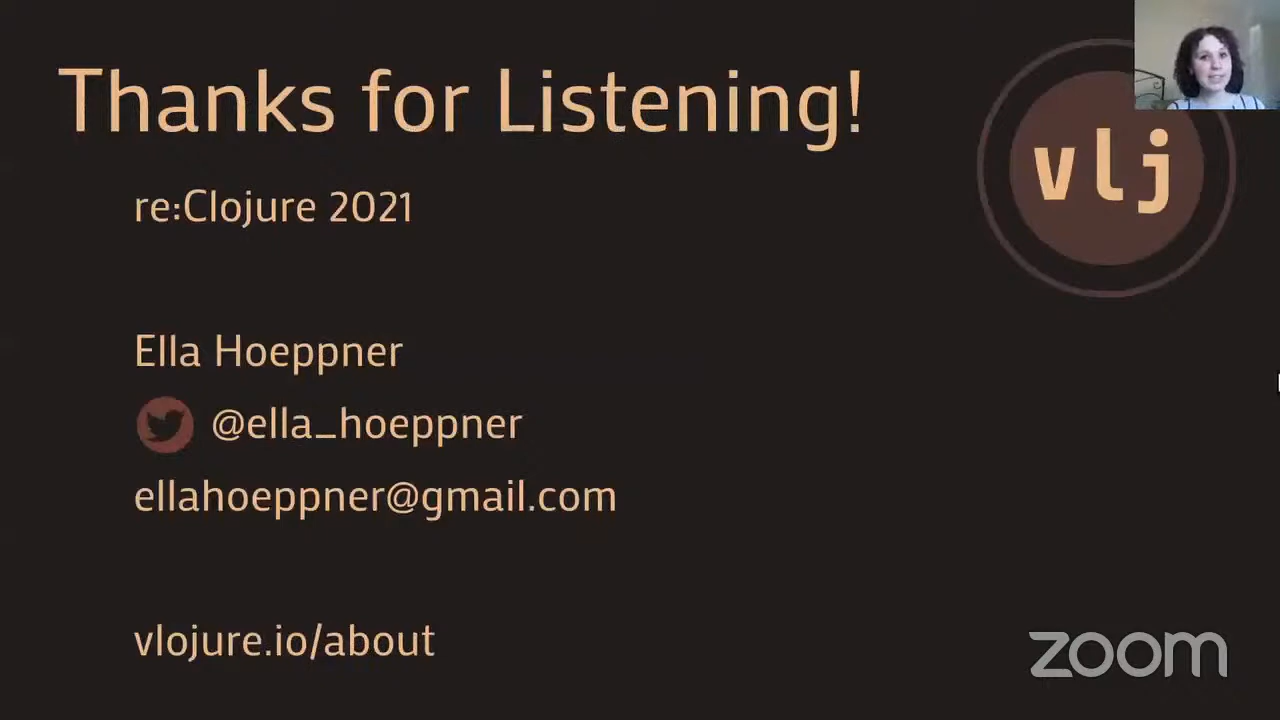 Thanks for Listening!
vlj
re:Clojure 2021
Ella Hoeppner
@ella_hoeppner
ellahoeppner@gmail.com
vlojure.io/about
zoom